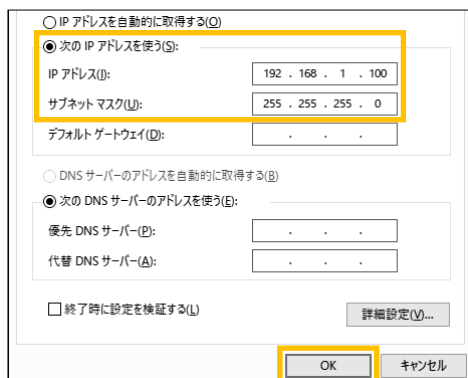 IP アドレスを自動的に取得する(O)
次の IP アドレスを使う(S):
IP アドレス(I): 192 . 168 . 1 . 100
サブネット マスク(U): 255 . 255 . 255 . 0
デフォルト ゲートウェイ(D): . . .
DNS サーバーのアドレスを自動的に取得する(B)
次の DNS サーバーのアドレスを使う(E):
優先 DNS サーバー(P): . . .
代替 DNS サーバー(A): . . .
終了時に設定を検証する(L) 詳細設定(V)...
OK キャンセル